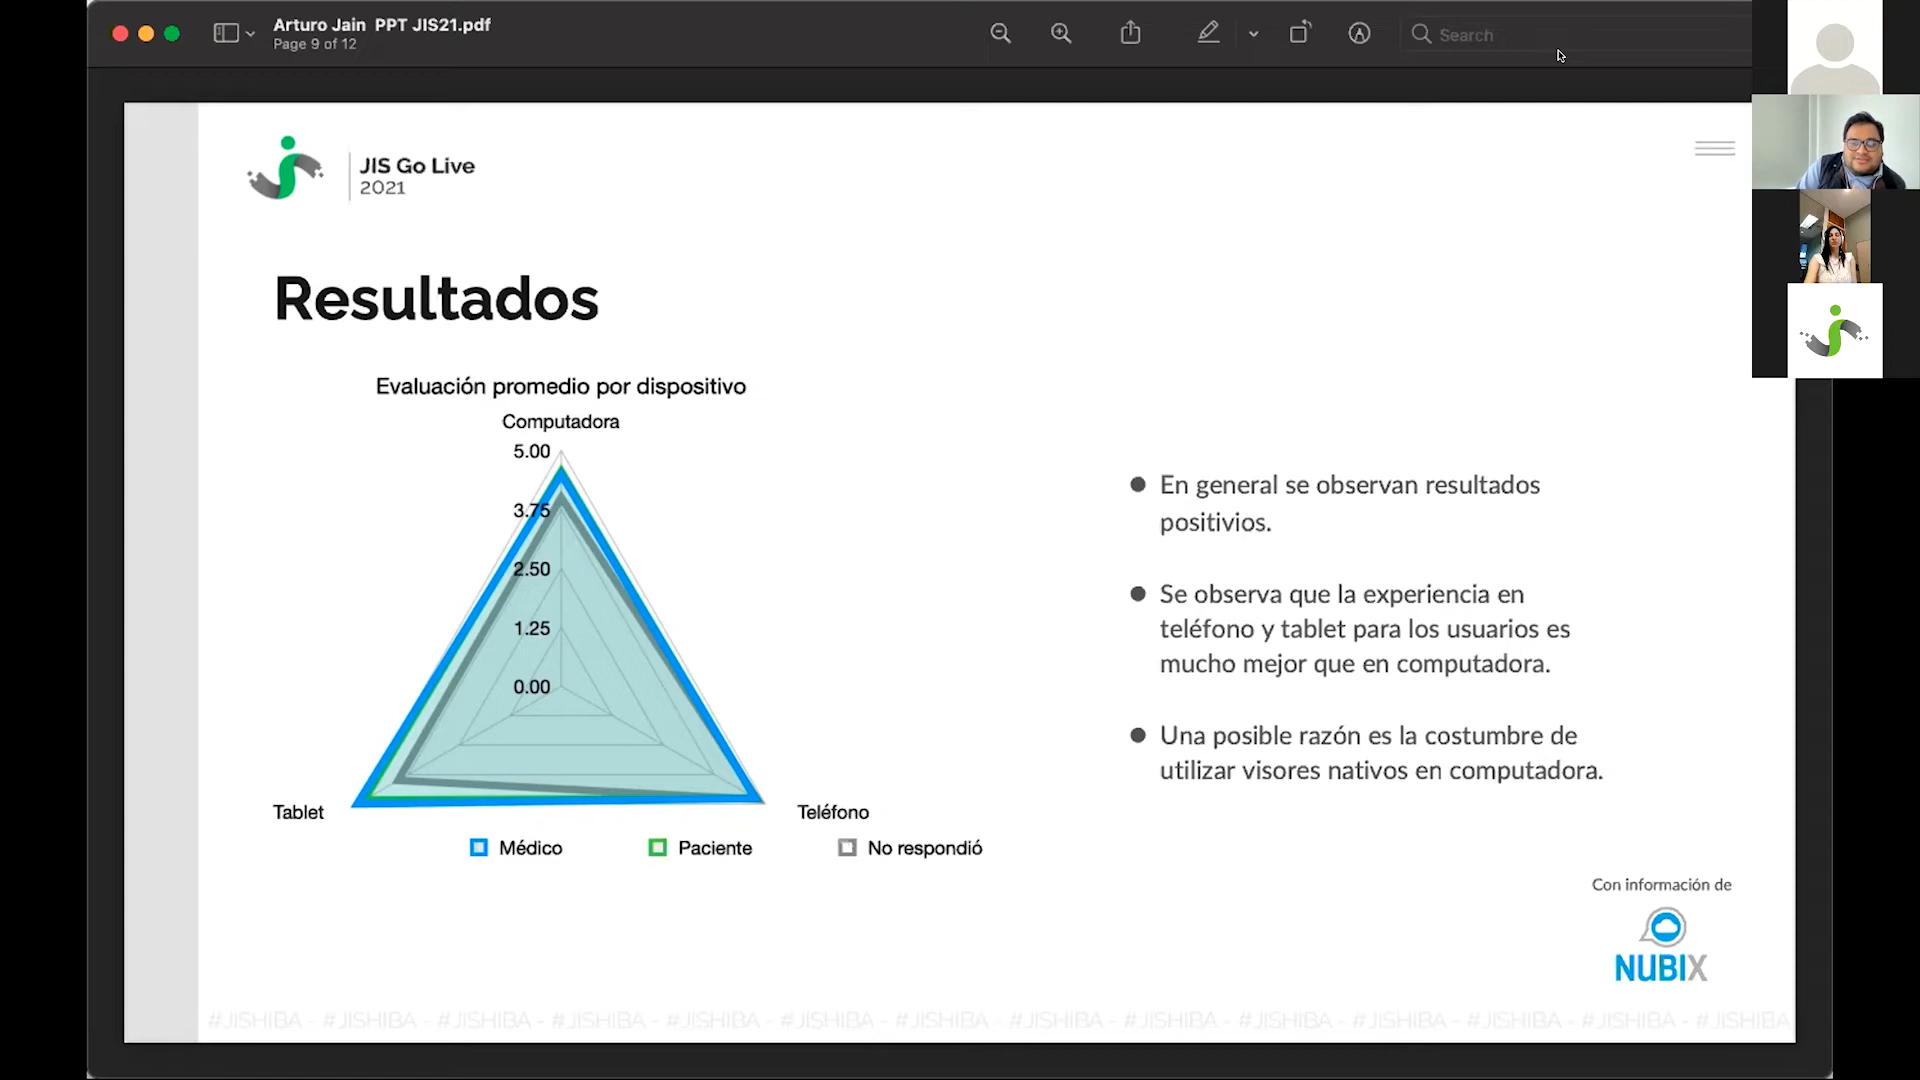 Arturo Jain  PPT JIS21.pdf
Page 9 of 12
Search
JIS Go Live
2021
Resultados
Evaluación promedio por dispositivo
Computadora
5.00
3.75
2.50
1.25
0.00
Tablet
Teléfono
Médico
Paciente
No respondió
En general se observan resultados
positivios.
Se observa que la experiencia en
teléfono y tablet para los usuarios es
mucho mejor que en computadora.
Una posible razón es la costumbre de
utilizar visores nativos en computadora.
Con información de
NUBIX
#JISHIBA - #JISHIBA - #JISHIBA - #JISHIBA - #JISHIBA - #JISHIBA - #JISHIBA - #JISHIBA - #JISHIBA - #JISHIBA - #JISHIBA - #JISHIBA - #JISHIBA - #JISHIBA